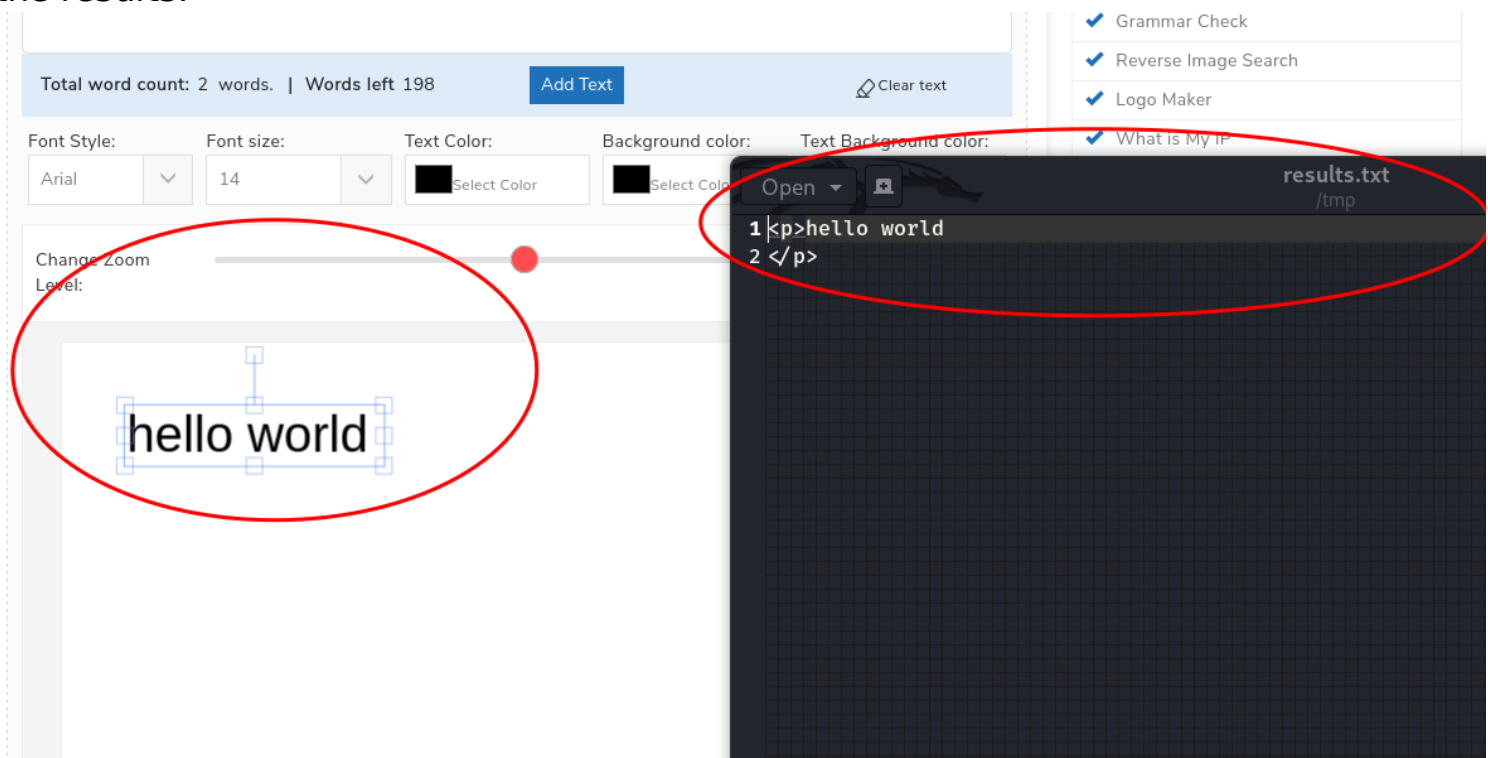 the results.
Grammar Check
Reverse Image Search
Logo Maker
What is My IP
Total word count: 2 words. | Words left 198
Add Text
Clear text
Font Style:
Font size:
Text Color:
Background color:
Text Background color:
Arial
14
Select Color
Select Colo
Change Zoom
Level:
hello world
Open
results.txt
/tmp
1 <p>hello world
2 </p>